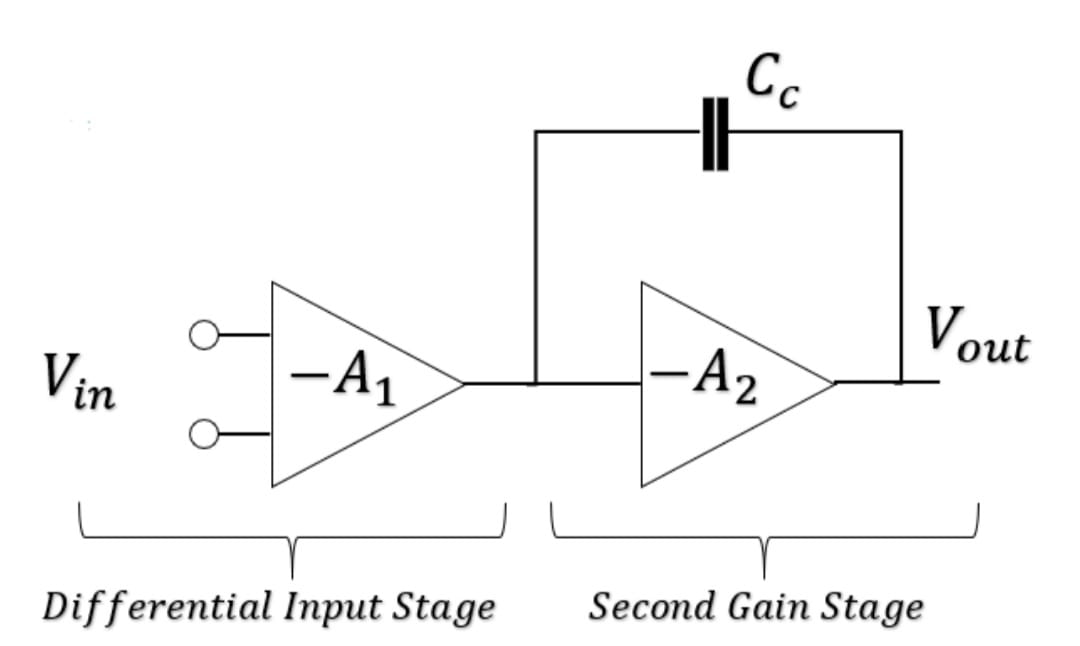 C_c
V_out
−A_1
−A_2
V_in
Differential Input Stage
Second Gain Stage